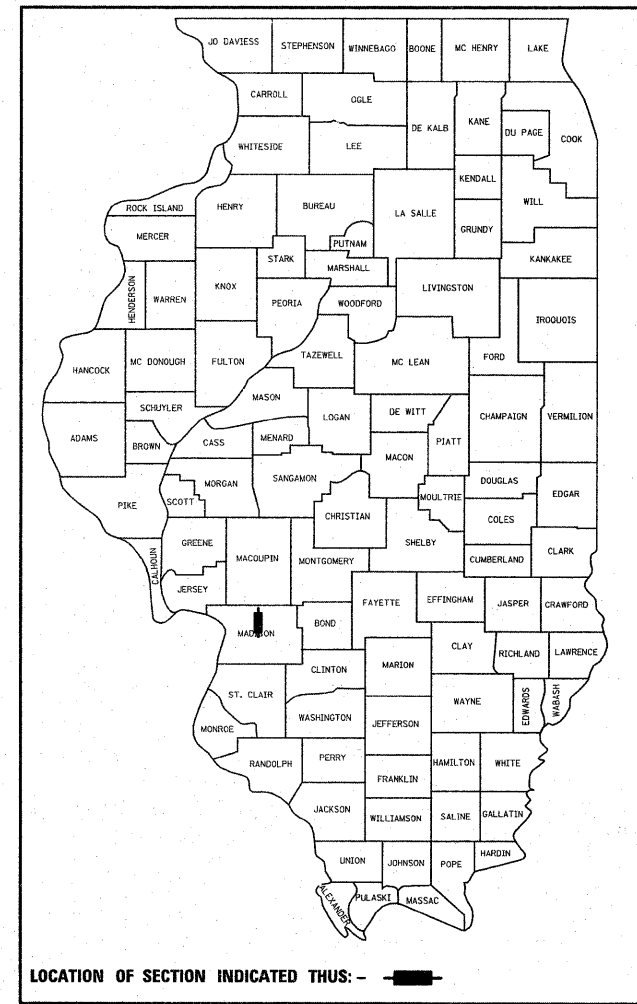 JO DAVIESS
STEPHENSON
WINNEBAGO
BOONE
MC HENRY
LAKE
CARROLL
OGLE
DE KALB
KANE
DU PAGE
COOK
WHITESIDE
LEE
KENDALL
WILL
ROCK ISLAND
HENRY
BUREAU
LA SALLE
GRUNDY
MERCER
PUTNAM
KANKAKEE
STARK
MARSHALL
HENDERSON
WARREN
KNOX
PEORIA
WOODFORD
LIVINGSTON
IROQUOIS
HANCOCK
MC DONOUGH
FULTON
TAZEWELL
MC LEAN
FORD
SCHUYLER
MASON
LOGAN
DE WITT
CHAMPAIGN
VERMILION
ADAMS
BROWN
CASS
MENARD
MACON
PIATT
PIKE
SCOTT
MORGAN
SANGAMON
MOULTRIE
DOUGLAS
EDGAR
CHRISTIAN
COLES
CALHOUN
GREENE
MACOUPIN
MONTGOMERY
SHELBY
CUMBERLAND
CLARK
JERSEY
FAYETTE
EFFINGHAM
JASPER
CRAWFORD
MADISON
BOND
CLAY
RICHLAND
LAWRENCE
CLINTON
MARION
EDWARDS
WABASH
ST. CLAIR
WAYNE
MONROE
WASHINGTON
JEFFERSON
RANDOLPH
PERRY
HAMILTON
WHITE
FRANKLIN
JACKSON
WILLIAMSON
SALINE
GALLATIN
UNION
JOHNSON
POPE
HARDIN
ALEXANDER
PULASKI
MASSAC
LOCATION OF SECTION INDICATED THUS: -